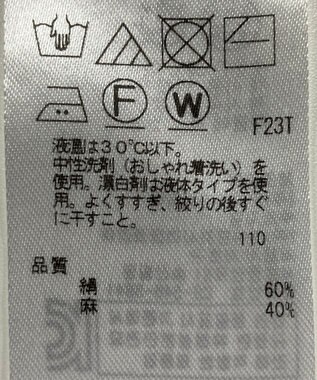 F W
F23T
液温は30℃以下。
中性洗剤（おしゃれ着洗い）を
使用。漂白剤は液体タイプを使
用。よくすすぎ、絞りの後すぐ
に干すこと。
110
品質
絹 60%
麻 40%